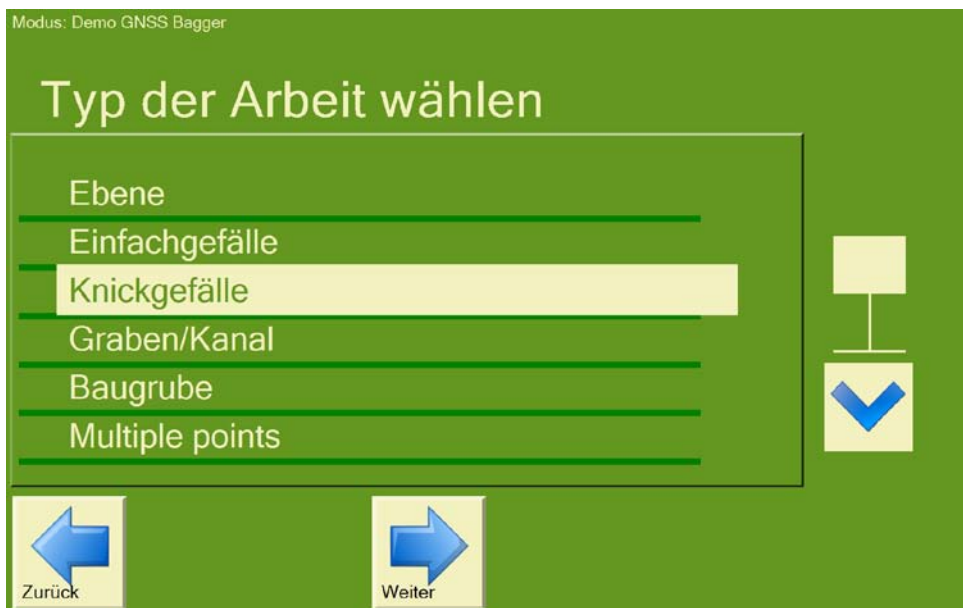 Modus: Demo GNSS Bagger
Typ der Arbeit wählen
Ebene
Einfachgefälle
Knickgefälle
Graben/Kanal
Baugrube
Multiple points
Zurück
Weiter